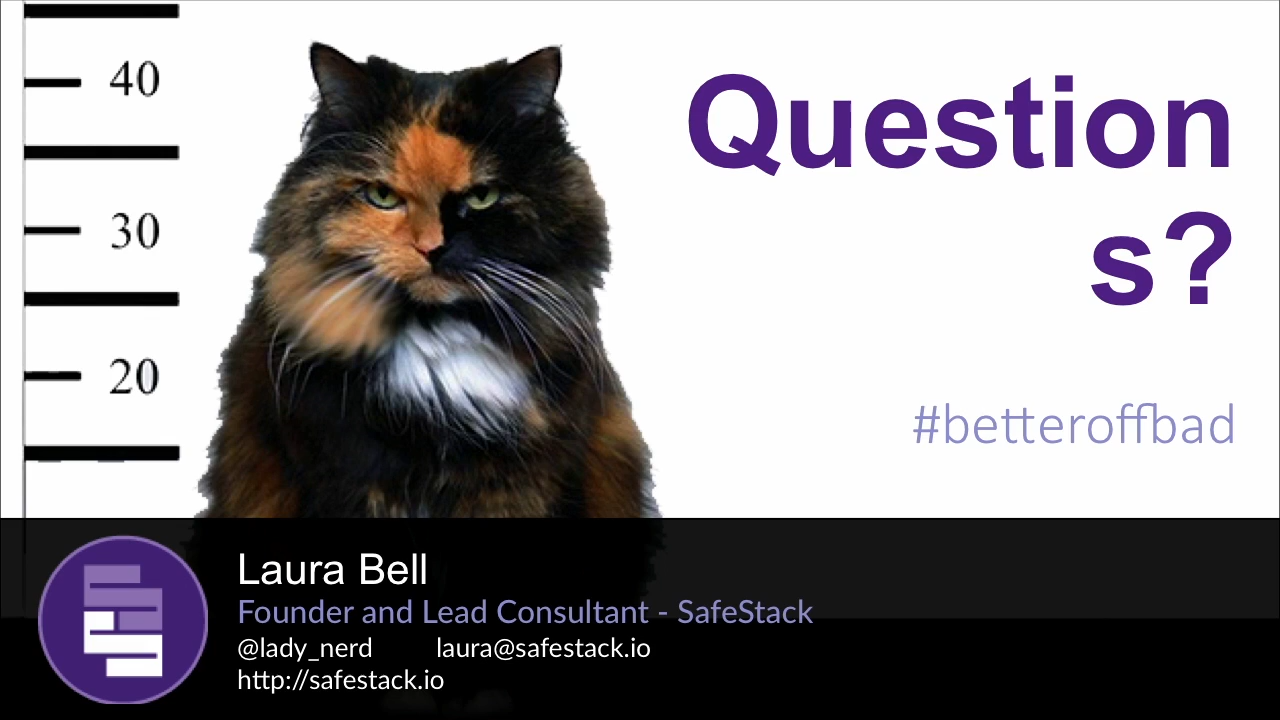 40
30
20
Question
s?
#betteroffbad
Laura Bell
Founder and Lead Consultant - SafeStack
@lady_nerd laura@safestack.io
http://safestack.io